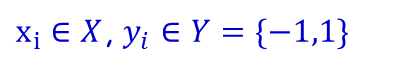 xᵢ ∈ X, yᵢ ∈ Y = {−1,1}